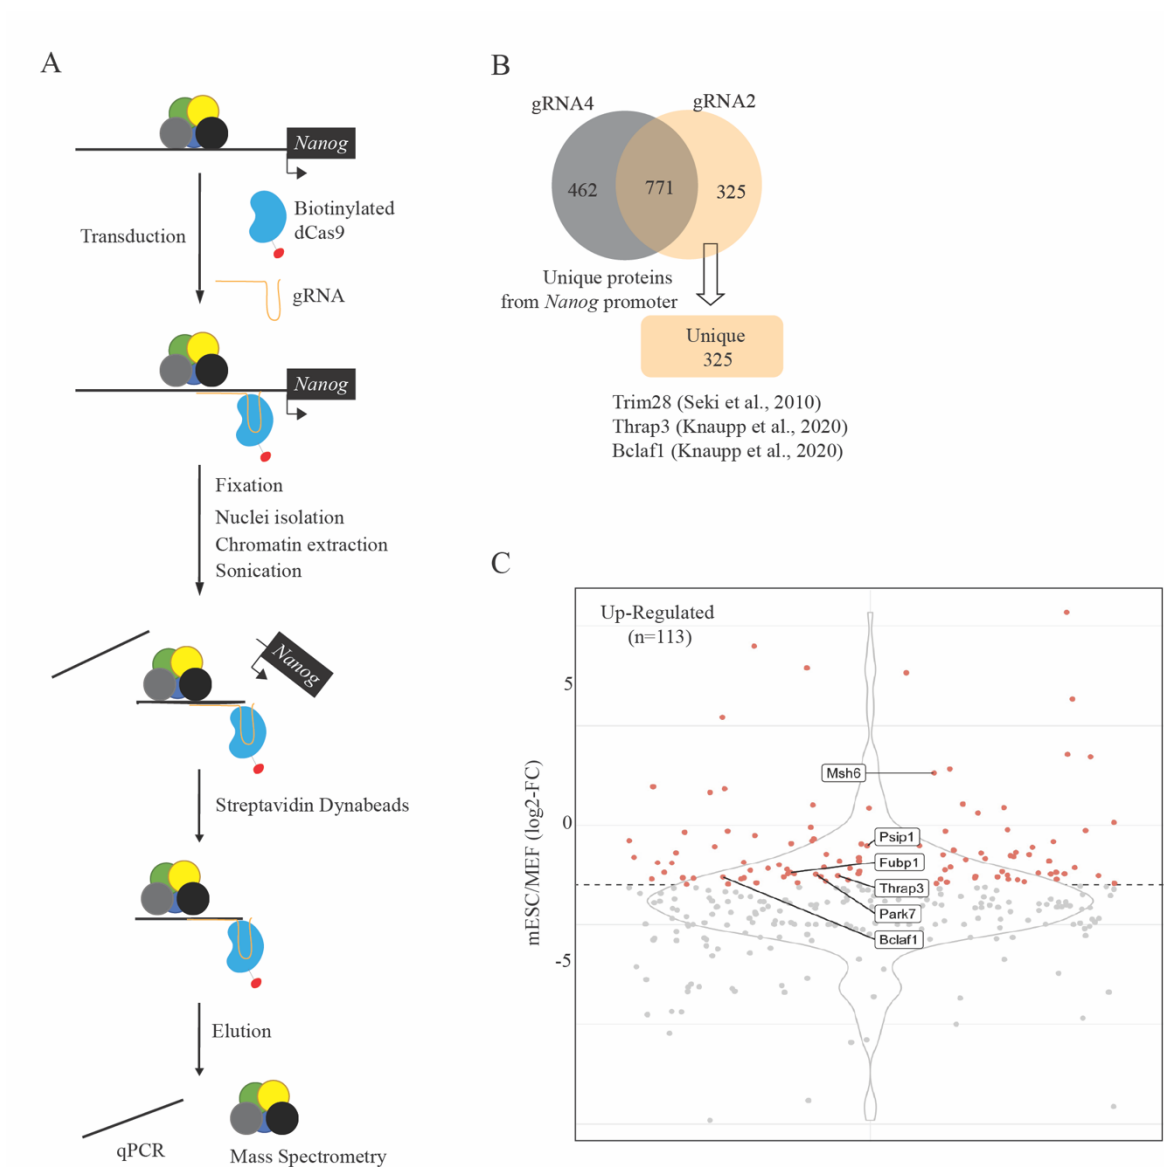 A
Nanog
Biotinylated
dCas9
Transduction
gRNA
Nanog
Fixation
Nuclei isolation
Chromatin extraction
Sonication
Nanog
Streptavidin Dynabeads
Elution
qPCR
Mass Spectrometry
B
gRNA4
gRNA2
462
771
325
Unique proteins
from Nanog promoter
Unique
325
Trim28 (Seki et al., 2010)
Thrap3 (Knaupp et al., 2020)
Bclaf1 (Knaupp et al., 2020)
C
Up-Regulated
(n=113)
mESC/MEF (log2-FC)
5
0
-5
Msh6
Psip1
Fubp1
Thrap3
Park7
Bclaf1